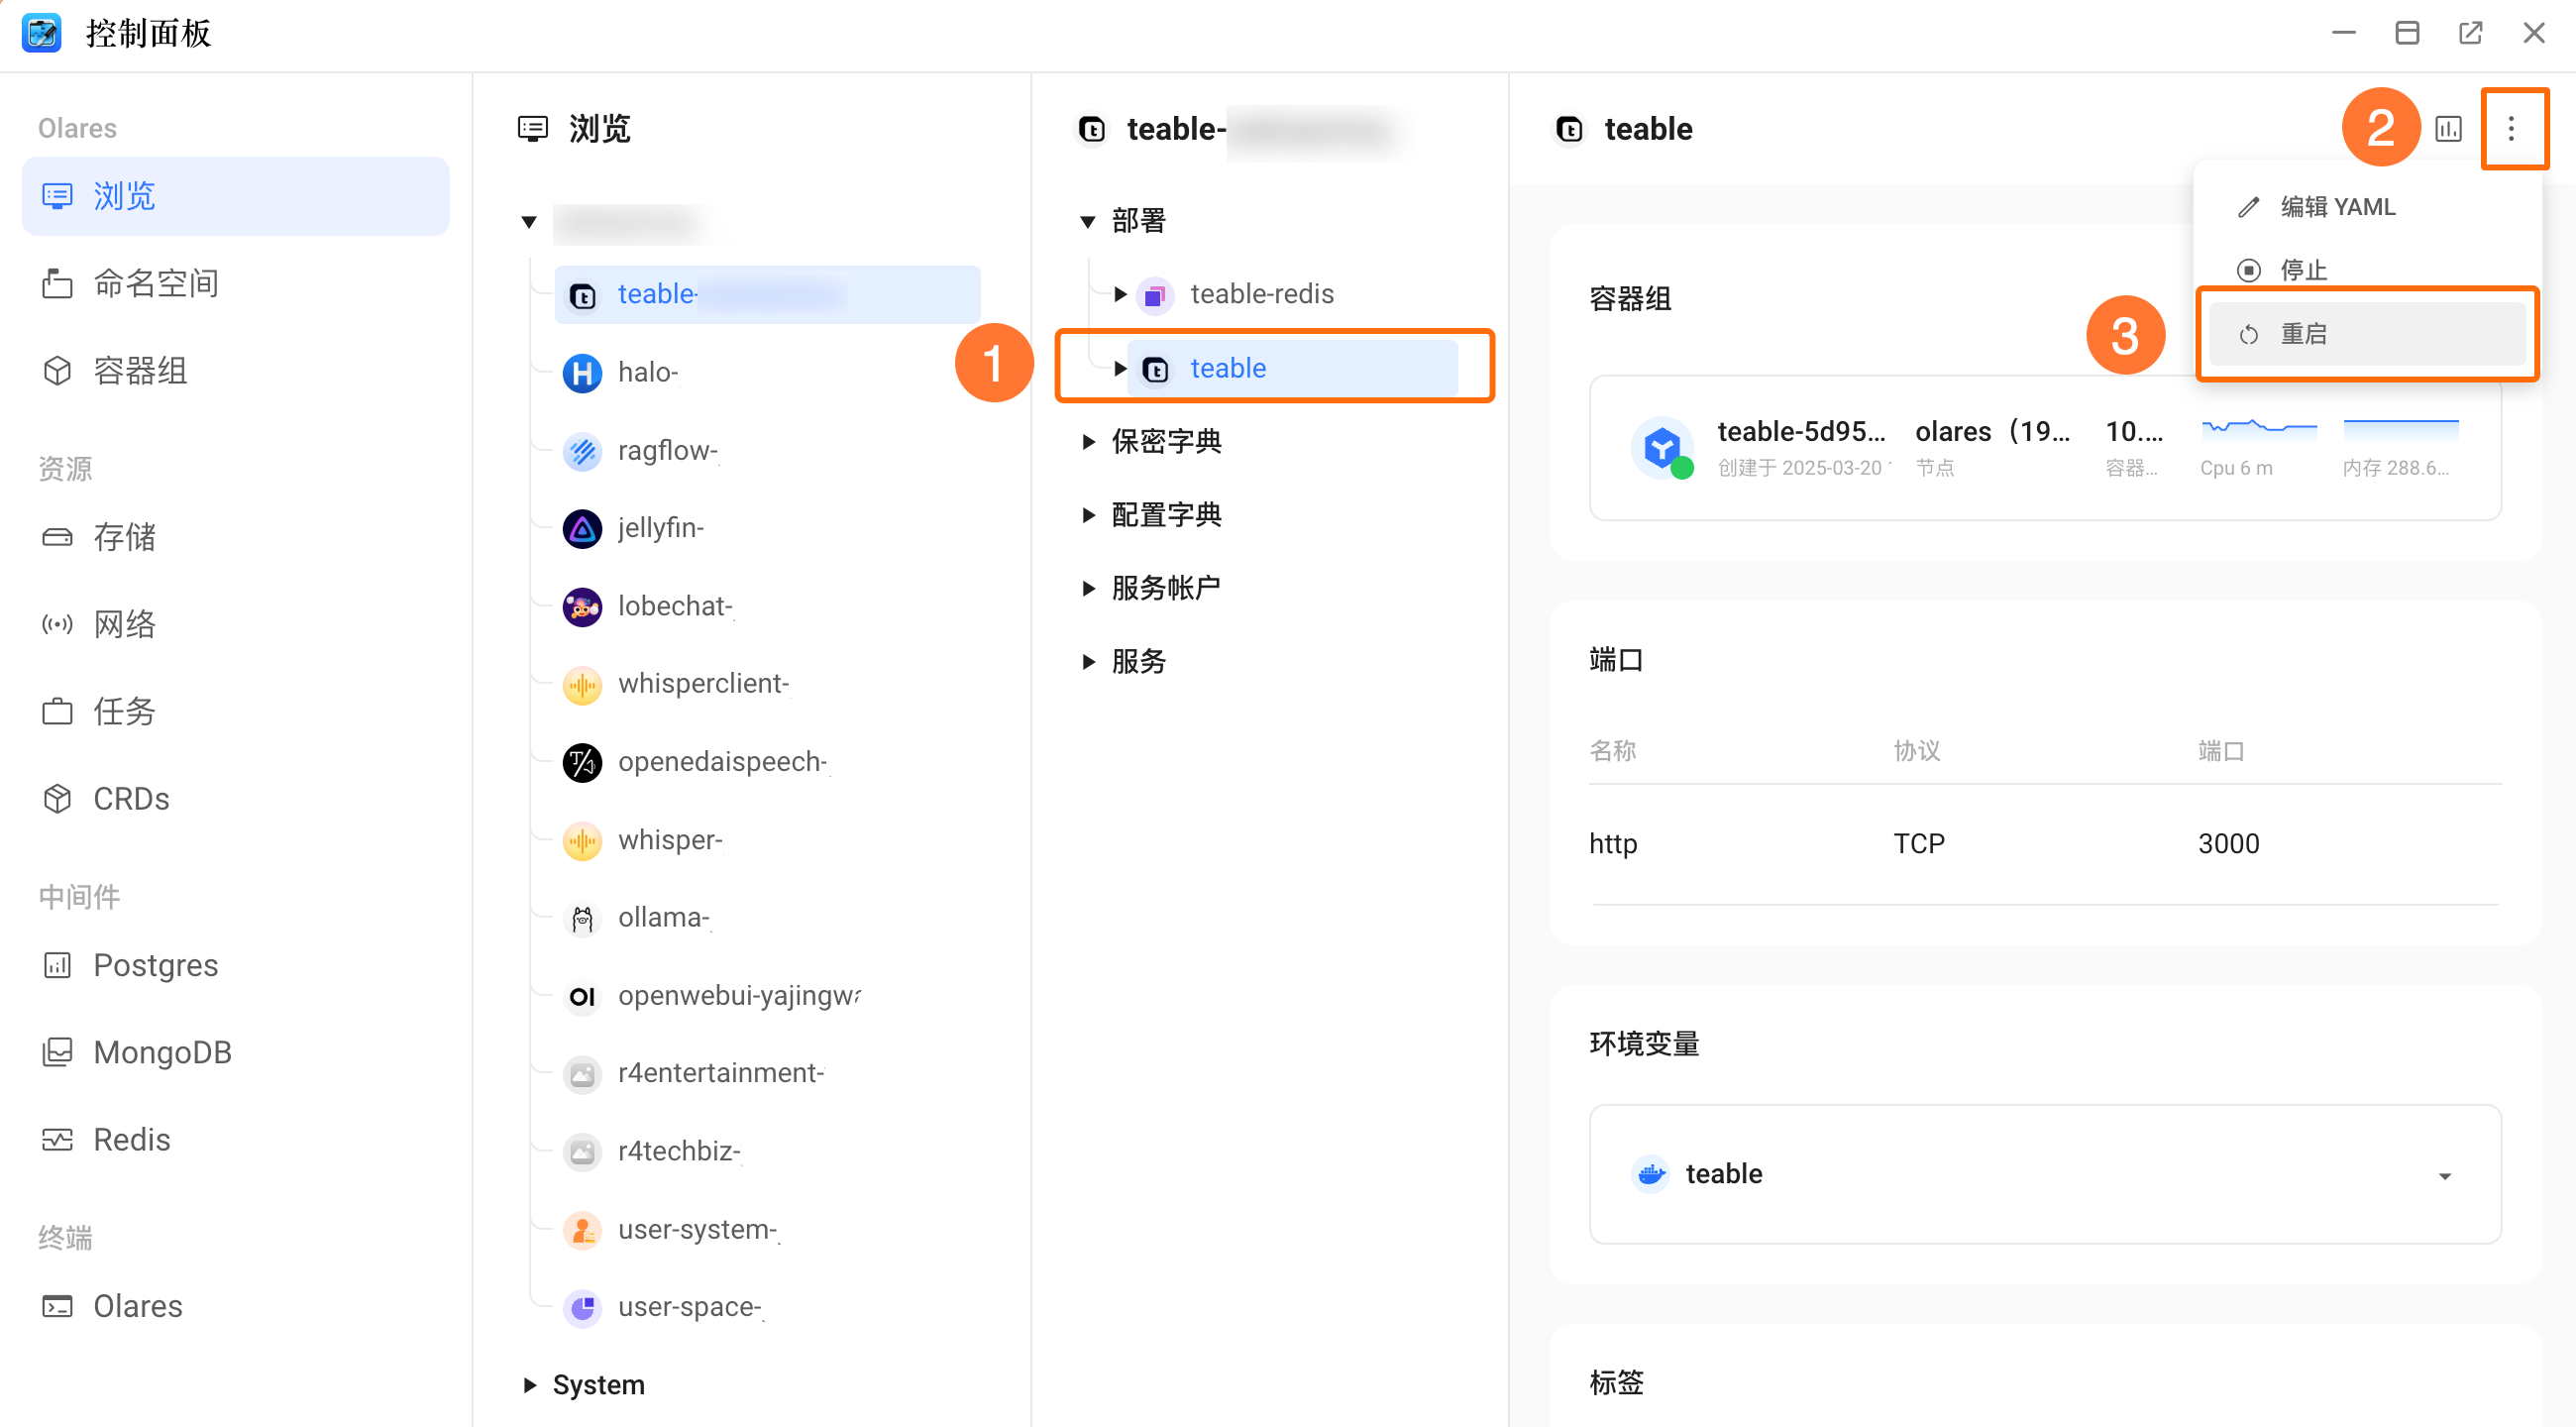 控制面板
Olares
浏览
命名空间
容器组
资源
存储
网络
任务
CRDs
中间件
Postgres
MongoDB
Redis
终端
Olares
浏览
teable-
halo-
ragflow-
jellyfin-
lobechat-
whisperclient-
openedaispeech-
whisper-
ollama-
openwebui-yajingwa
r4entertainment-
r4techbiz-
user-system-
user-space-
System
teable-
部署
teable-redis
1
teable
保密字典
配置字典
服务帐户
服务
teable
2
编辑 YAML
停止
3
重启
容器组
teable-5d95... olares（19... 10....
创建于 2025-03-20 节点 容器... Cpu 6 m 内存 288.6...
端口
名称 协议 端口
http TCP 3000
环境变量
teable
标签